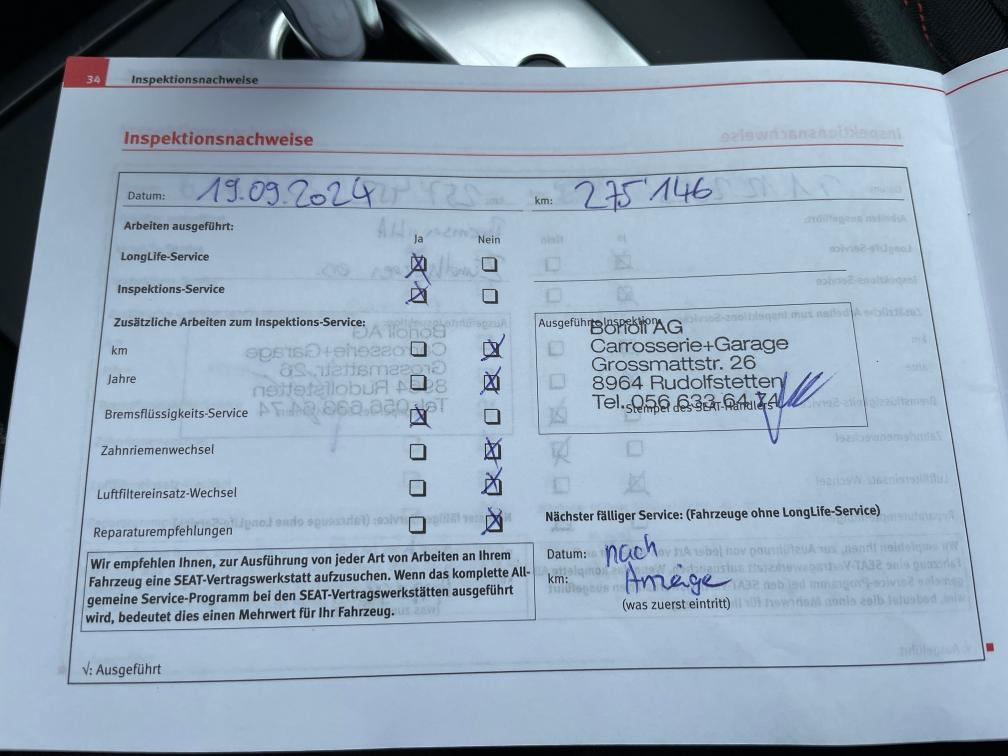 34 Inspektionsnachweise
Inspektionsnachweise
Datum: 19.09.2024 km: 275'146
Arbeiten ausgeführt:
Ja Nein
LongLife-Service
Inspektions-Service
Zusätzliche Arbeiten zum Inspektions-Service:
km
Jahre
Bremsflüssigkeits-Service
Zahnriemenwechsel
Luftfiltereinsatz-Wechsel
Reparaturempfehlungen
Wir empfehlen Ihnen, zur Ausführung von jeder Art von Arbeiten an Ihrem
Fahrzeug eine SEAT-Vertragswerkstatt aufzusuchen. Wenn das komplette All-
gemeine Service-Programm bei den SEAT-Vertragswerkstätten ausgeführt
wird, bedeutet dies einen Mehrwert für Ihr Fahrzeug.
√: Ausgeführt
Ausgeführte Inspektion:
Bonoli AG
Carrosserie+Garage
Grossmattstr. 26
8964 Rudolfstetten
Tel. 056 633 64 74
Stempel des SEAT-Händlers
Nächster fälliger Service: (Fahrzeuge ohne LongLife-Service)
Datum: nach
km: Anzeige
(was zuerst eintritt)